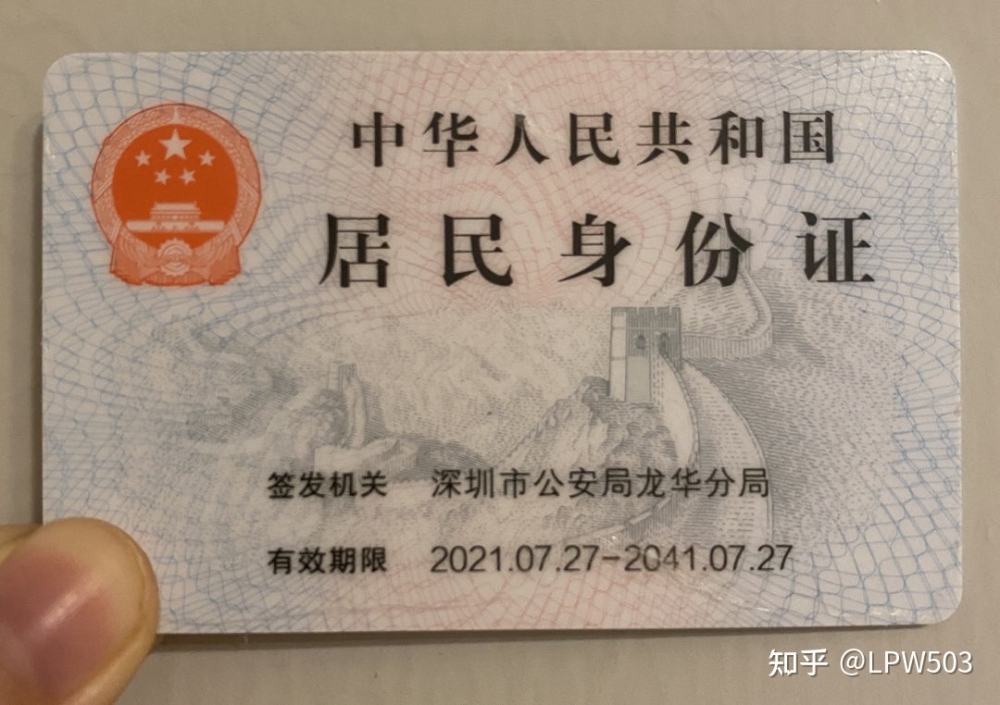 中华人民共和国
居民身份证
签发机关 深圳市公安局龙华分局
有效期限 2021.07.27-2041.07.27
知乎 @LPW503